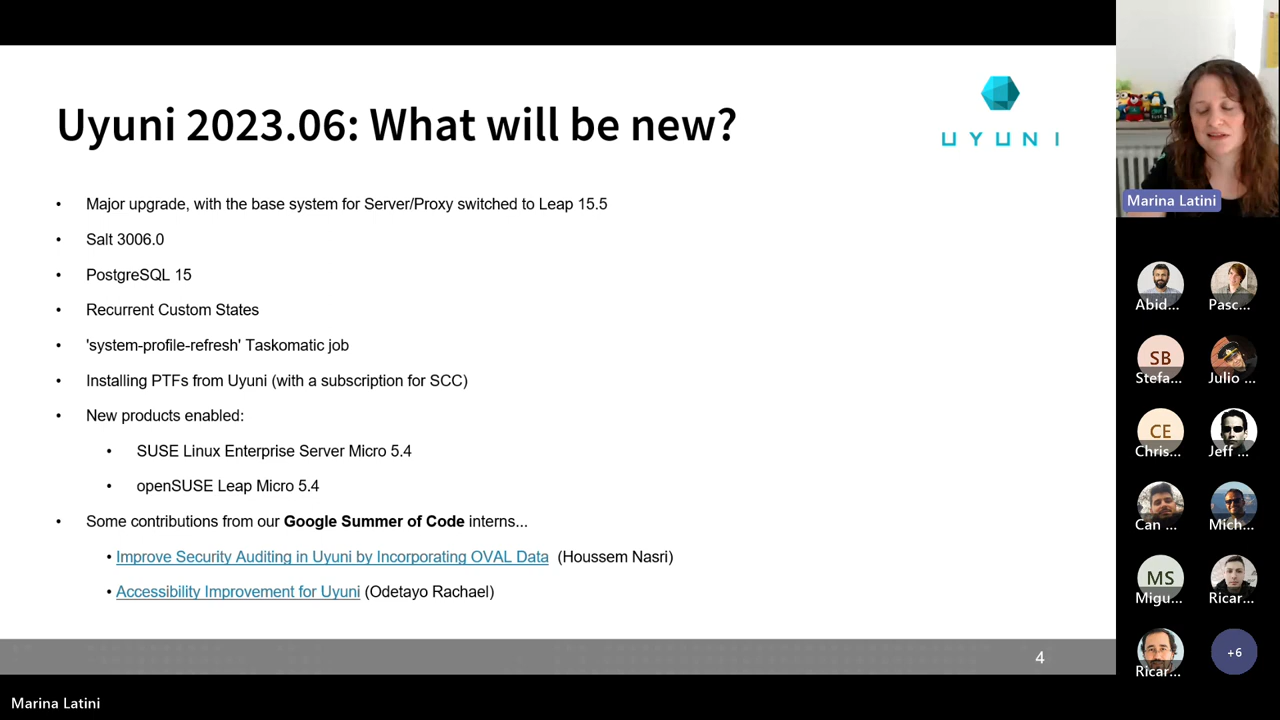 Uyuni 2023.06: What will be new?
UYUNI
• Major upgrade, with the base system for Server/Proxy switched to Leap 15.5
• Salt 3006.0
• PostgreSQL 15
• Recurrent Custom States
• 'system-profile-refresh' Taskomatic job
• Installing PTFs from Uyuni (with a subscription for SCC)
• New products enabled:
• SUSE Linux Enterprise Server Micro 5.4
• openSUSE Leap Micro 5.4
• Some contributions from our Google Summer of Code interns...
• Improve Security Auditing in Uyuni by Incorporating OVAL Data (Houssem Nasri)
• Accessibility Improvement for Uyuni (Odetayo Rachael)
4
Marina Latini
Abid...
Pasc...
SB
Stefa...
Julio ...
CE
Chris...
Jeff ...
Can ...
Mich...
MS
Migu...
Ricar...
Ricar...
+6
Marina Latini